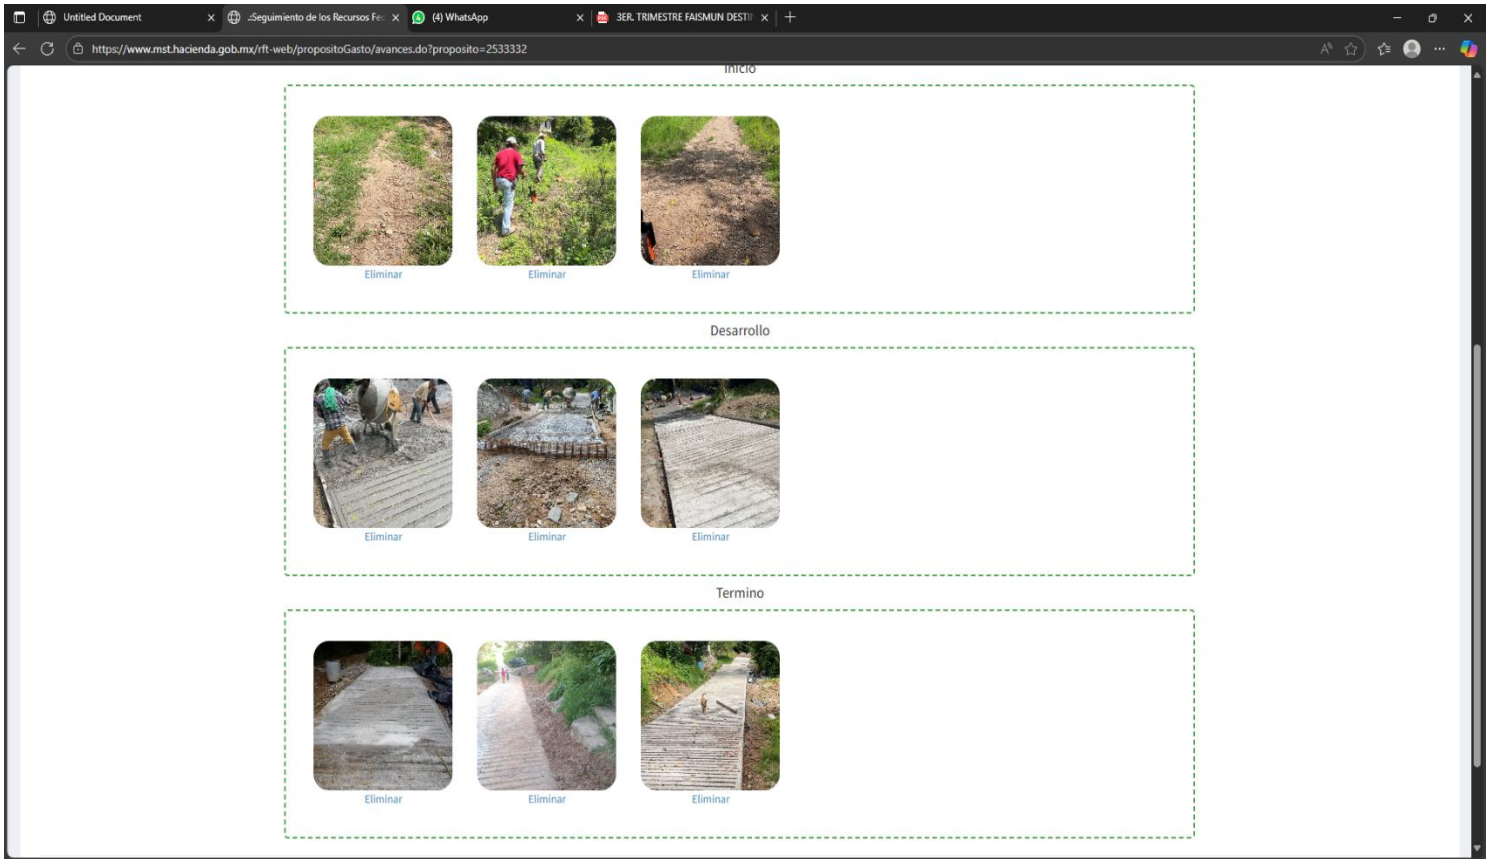 Untitled Document
.:Seguimiento de los Recursos Fed
(4) WhatsApp
3ER. TRIMESTRE FAISMUN DESTI
https://www.mst.hacienda.gob.mx/rft-web/propositoGasto/avances.do?proposito=2533332
Inicio
Eliminar
Eliminar
Eliminar
Desarrollo
Eliminar
Eliminar
Eliminar
Termino
Eliminar
Eliminar
Eliminar